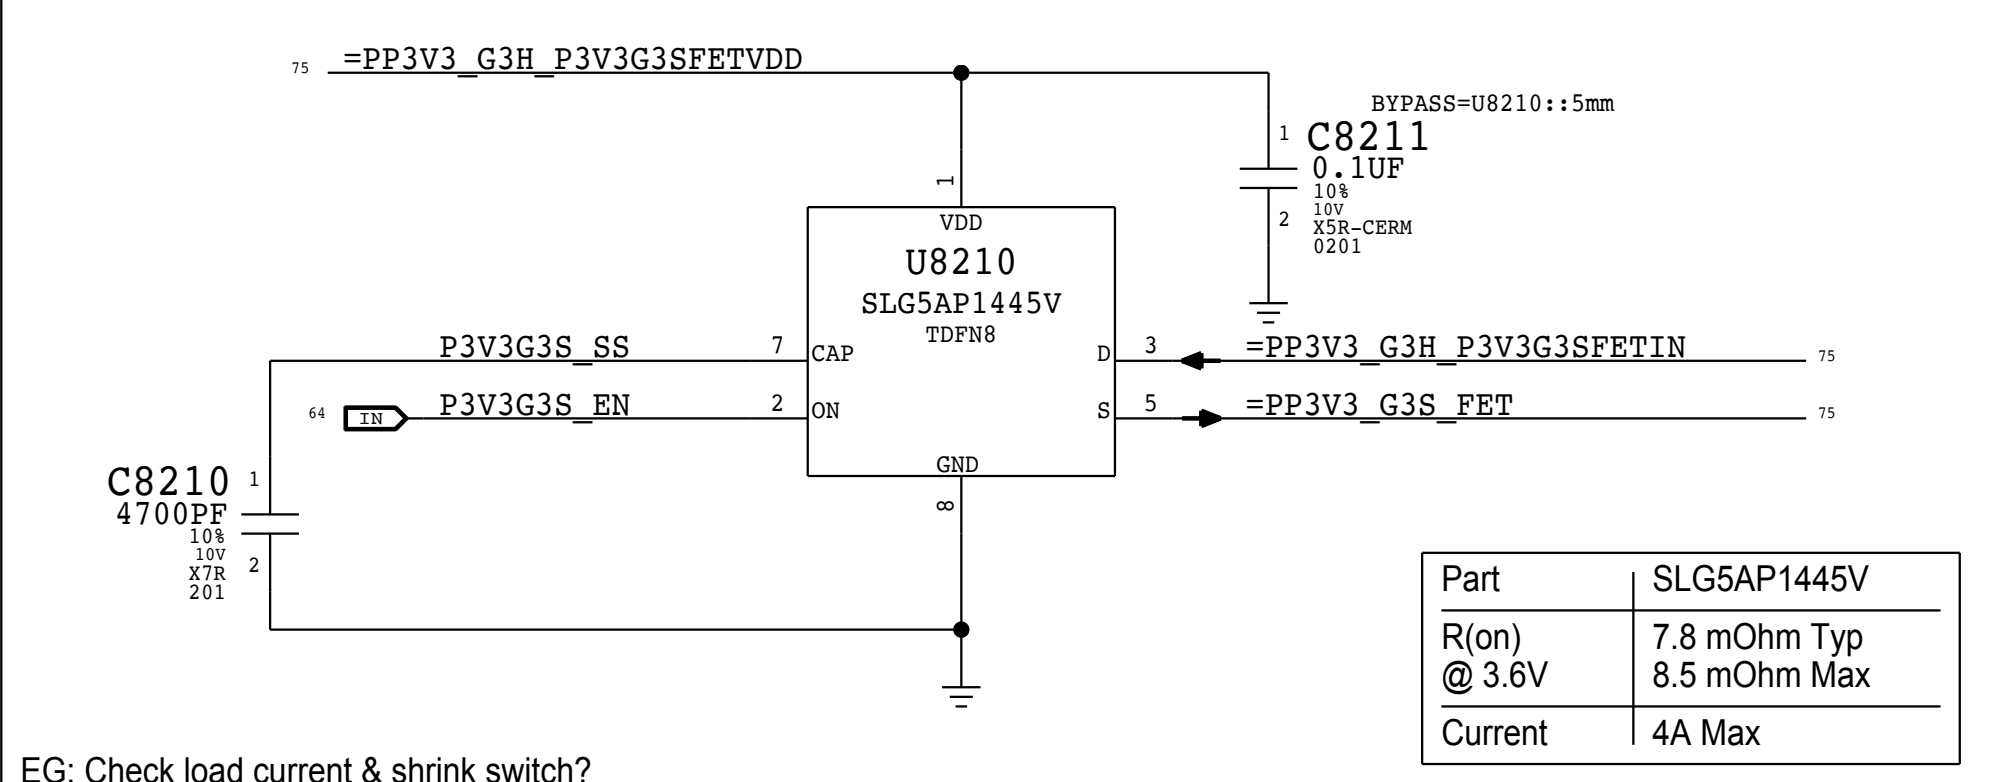 75 =PP3V3_G3H_P3V3G3SFETVDD
BYPASS=U8210::5mm
1 C8211
0.1UF
10%
10V
X5R-CERM
0201
2
1
VDD
U8210
SLG5AP1445V
TDFN8
P3V3G3S_SS 7 CAP
D 3 =PP3V3_G3H_P3V3G3SFETIN 75
64 IN P3V3G3S_EN 2 ON
S 5 =PP3V3_G3S_FET 75
GND
8
C8210 1
4700PF
10%
10V
X7R
201
2
Part SLG5AP1445V
R(on) 7.8 mOhm Typ
@ 3.6V 8.5 mOhm Max
Current 4A Max
EG: Check load current & shrink switch?